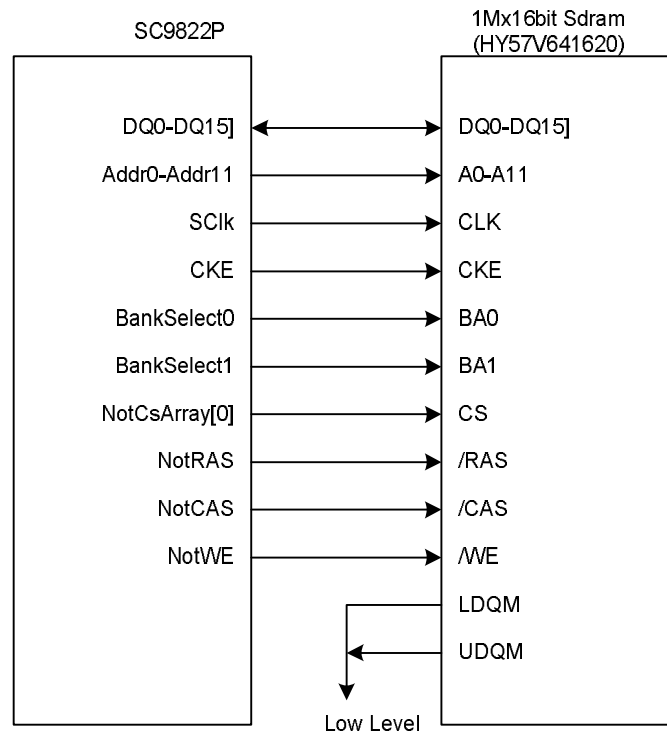 SC9822P
1Mx16bit Sdram
(HY57V641620)
DQ0-DQ15] DQ0-DQ15]
Addr0-Addr11 A0-A11
SClk CLK
CKE CKE
BankSelect0 BA0
BankSelect1 BA1
NotCsArray[0] CS
NotRAS /RAS
NotCAS /CAS
NotWE /WE
LDQM
UDQM
Low Level